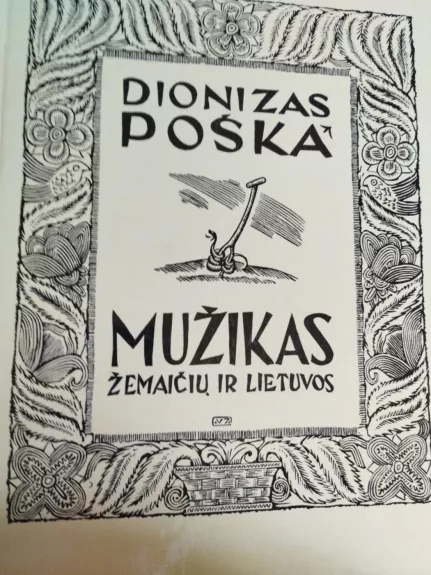 DIONIZAS
POŠKA
MUŽIKAS
ŽEMAIČIŲ IR LIETUVOS